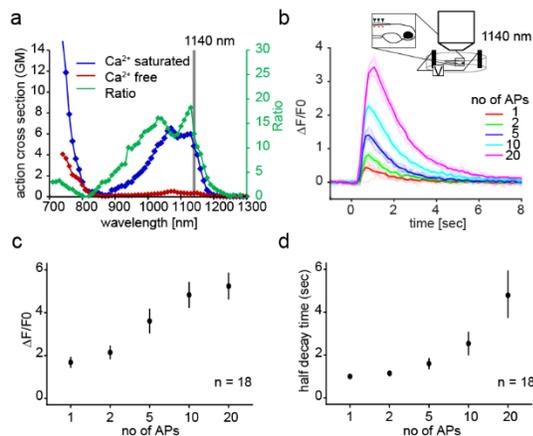 a
1140 nm
Ca²⁺ saturated
Ca²⁺ free
Ratio
action cross section (GM)
14
12
10
8
6
4
2
0
30
25
20
15
10
5
0
Ratio
700 800 900 1000 1100 1200 1300
wavelength [nm]
b
1140 nm
ΔF/F0
4
3
2
1
0
no of APs
1
2
5
10
20
0 2 4 6 8
time [sec]
c
ΔF/F0
6
4
2
0
n = 18
1 2 5 10 20
no of APs
d
half decay time (sec)
6
4
2
0
n = 18
1 2 5 10 20
no of APs